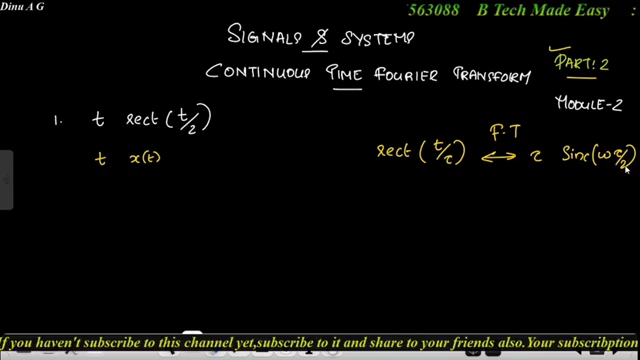 Dinu A G
563088 B Tech Made Easy :
SIGNALS & SYSTEMS
CONTINUOUS TIME FOURIER TRANSFORM
✓ PART: 2
MODULE-2
1. t rect (t/2)
t x(t)
rect (t/τ) F.T ⟷ τ Sinc(ωτ/2)
If you haven't subscribe to this channel yet,subscribe to it and share to your friends also.Your subscribption